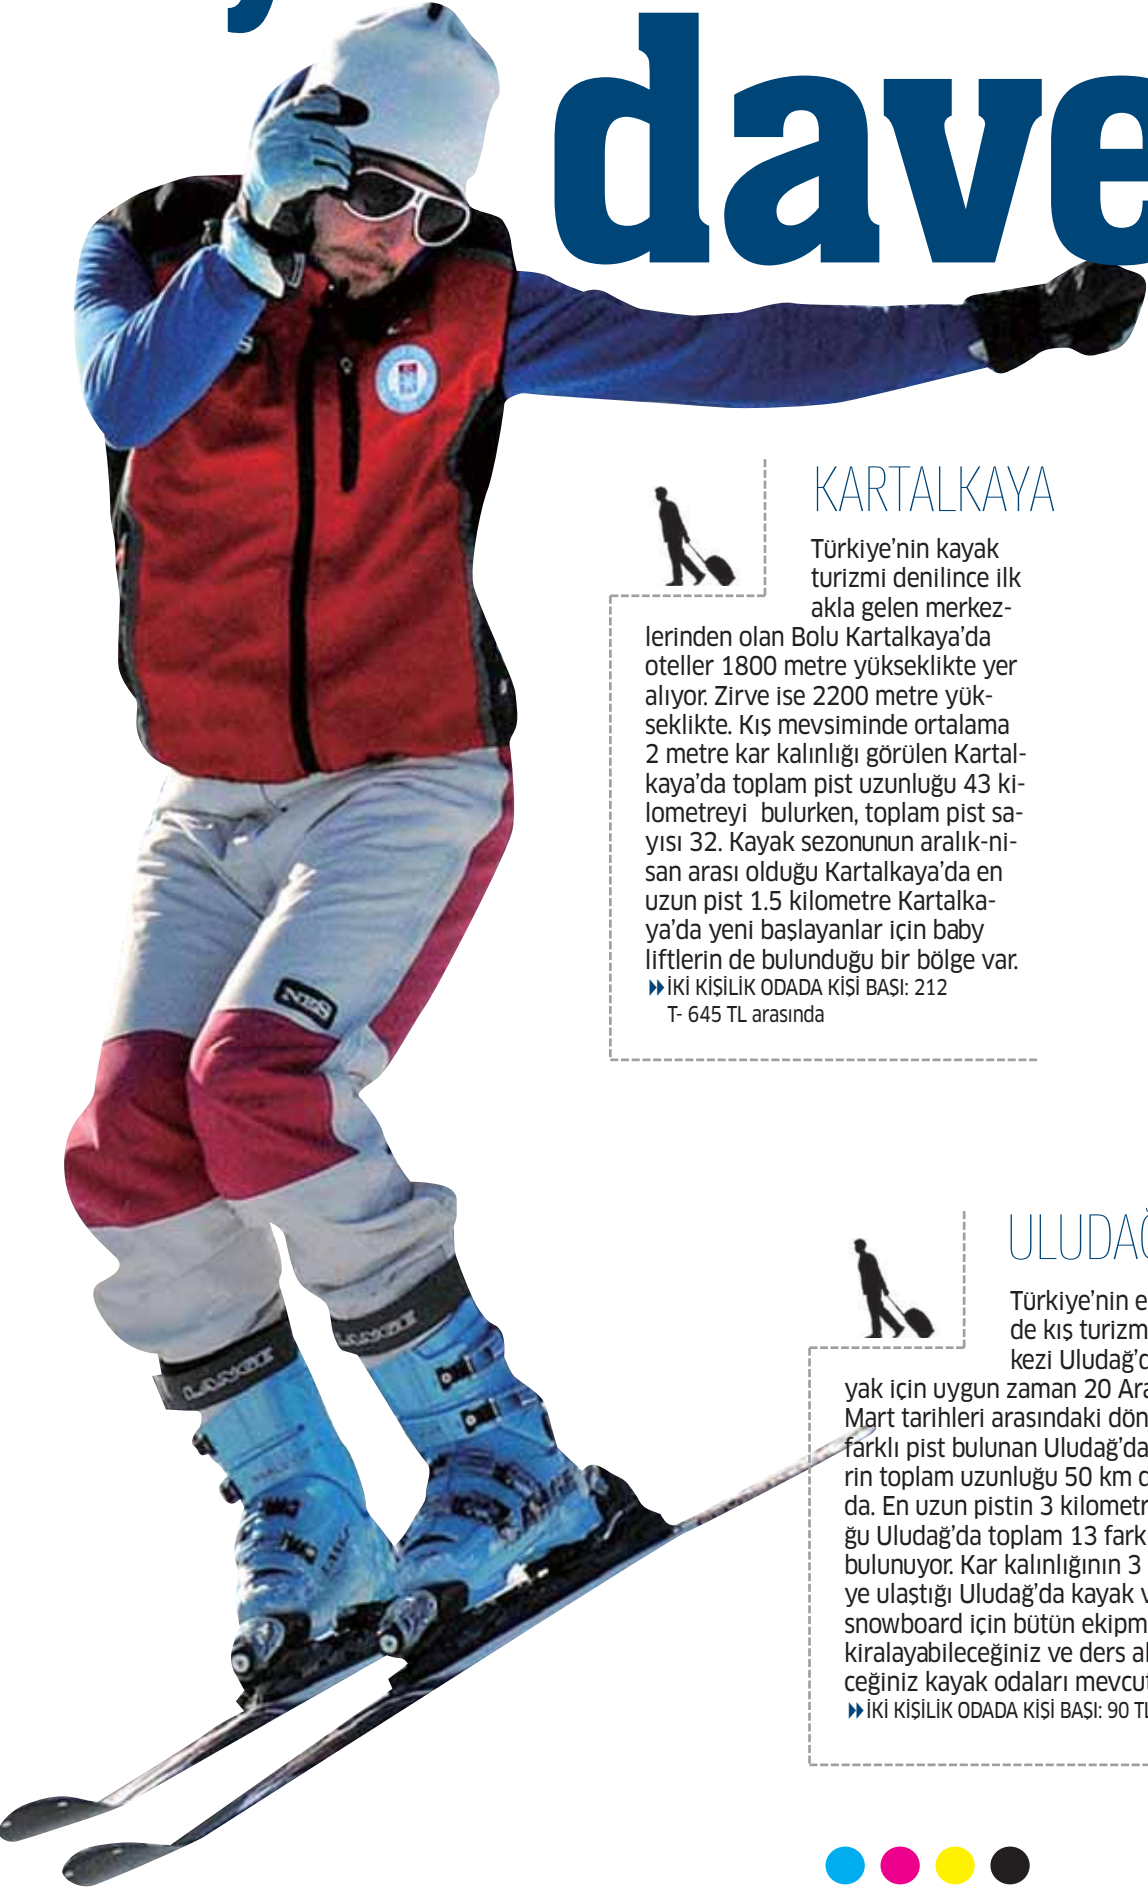 dave
KARTALKAYA
Türkiye'nin kayak
turizmi denilince ilk
akla gelen merkez-
lerinden olan Bolu Kartalkaya'da
oteller 1800 metre yükseklikte yer
alıyor. Zirve ise 2200 metre yük-
seklikte. Kış mevsiminde ortalama
2 metre kar kalınlığı görülen Kartal-
kaya'da toplam pist uzunluğu 43 ki-
lometreyi bulurken, toplam pist sa-
yısı 32. Kayak sezonunun aralık-ni-
san arası olduğu Kartalkaya'da en
uzun pist 1.5 kilometre Kartalka-
ya'da yeni başlayanlar için baby
liftlerin de bulunduğu bir bölge var.
İKİ KİŞİLİK ODADA KİŞİ BAŞI: 212
T- 645 TL arasında
ULUDAĞ
Türkiye'nin e
de kış turizm
kezi Uludağ'd
yak için uygun zaman 20 Ara
Mart tarihleri arasındaki dön
farklı pist bulunan Uludağ'da
rin toplam uzunluğu 50 km d
da. En uzun pistin 3 kilometr
ğu Uludağ'da toplam 13 fark
bulunuyor. Kar kalınlığının 3
ye ulaştığı Uludağ'da kayak v
snowboard için bütün ekipm
kiralayabileceğiniz ve ders al
ceğiniz kayak odaları mevcut
İKİ KİŞİLİK ODADA KİŞİ BAŞI: 90 TL
NES
LANGE
LANGE